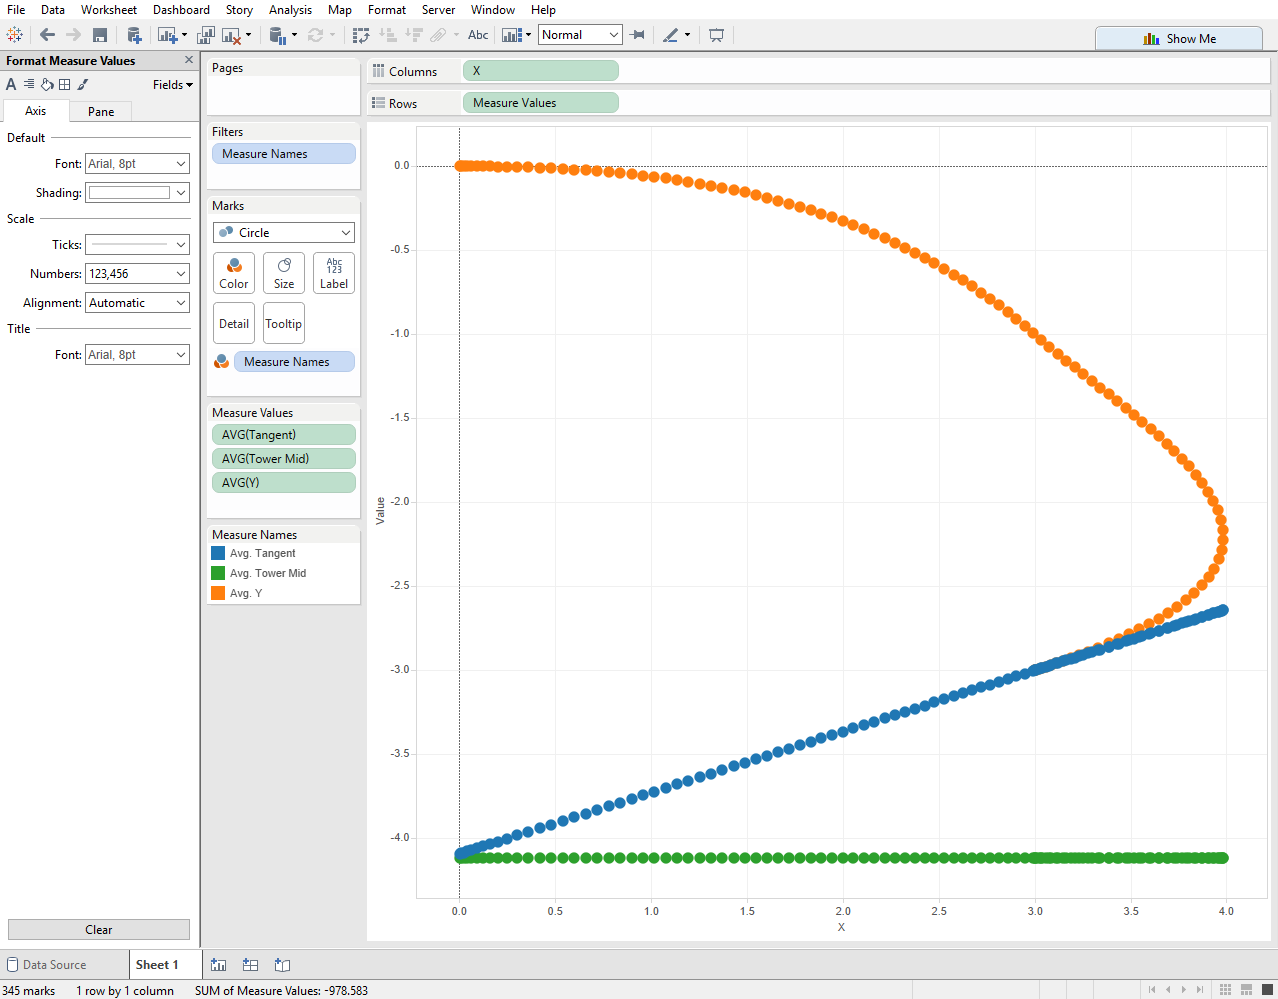 File Data Worksheet Dashboard Story Analysis Map Format Server Window Help
Abc Normal Show Me
Format Measure Values
Fields
Axis Pane
Default
Font: Arial, 8pt
Shading:
Scale
Ticks:
Numbers: 123,456
Alignment: Automatic
Title
Font: Arial, 8pt
Clear
Pages
Filters
Measure Names
Marks
Circle
Color Size Abc 123 Label
Detail Tooltip
Measure Names
Measure Values
AVG(Tangent)
AVG(Tower Mid)
AVG(Y)
Measure Names
Avg. Tangent
Avg. Tower Mid
Avg. Y
Columns X
Rows Measure Values
0.0
-0.5
-1.0
-1.5
-2.0
-2.5
-3.0
-3.5
-4.0
Value
0.0 0.5 1.0 1.5 2.0 2.5 3.0 3.5 4.0
X
Data Source Sheet 1
345 marks 1 row by 1 column SUM of Measure Values: -978.583